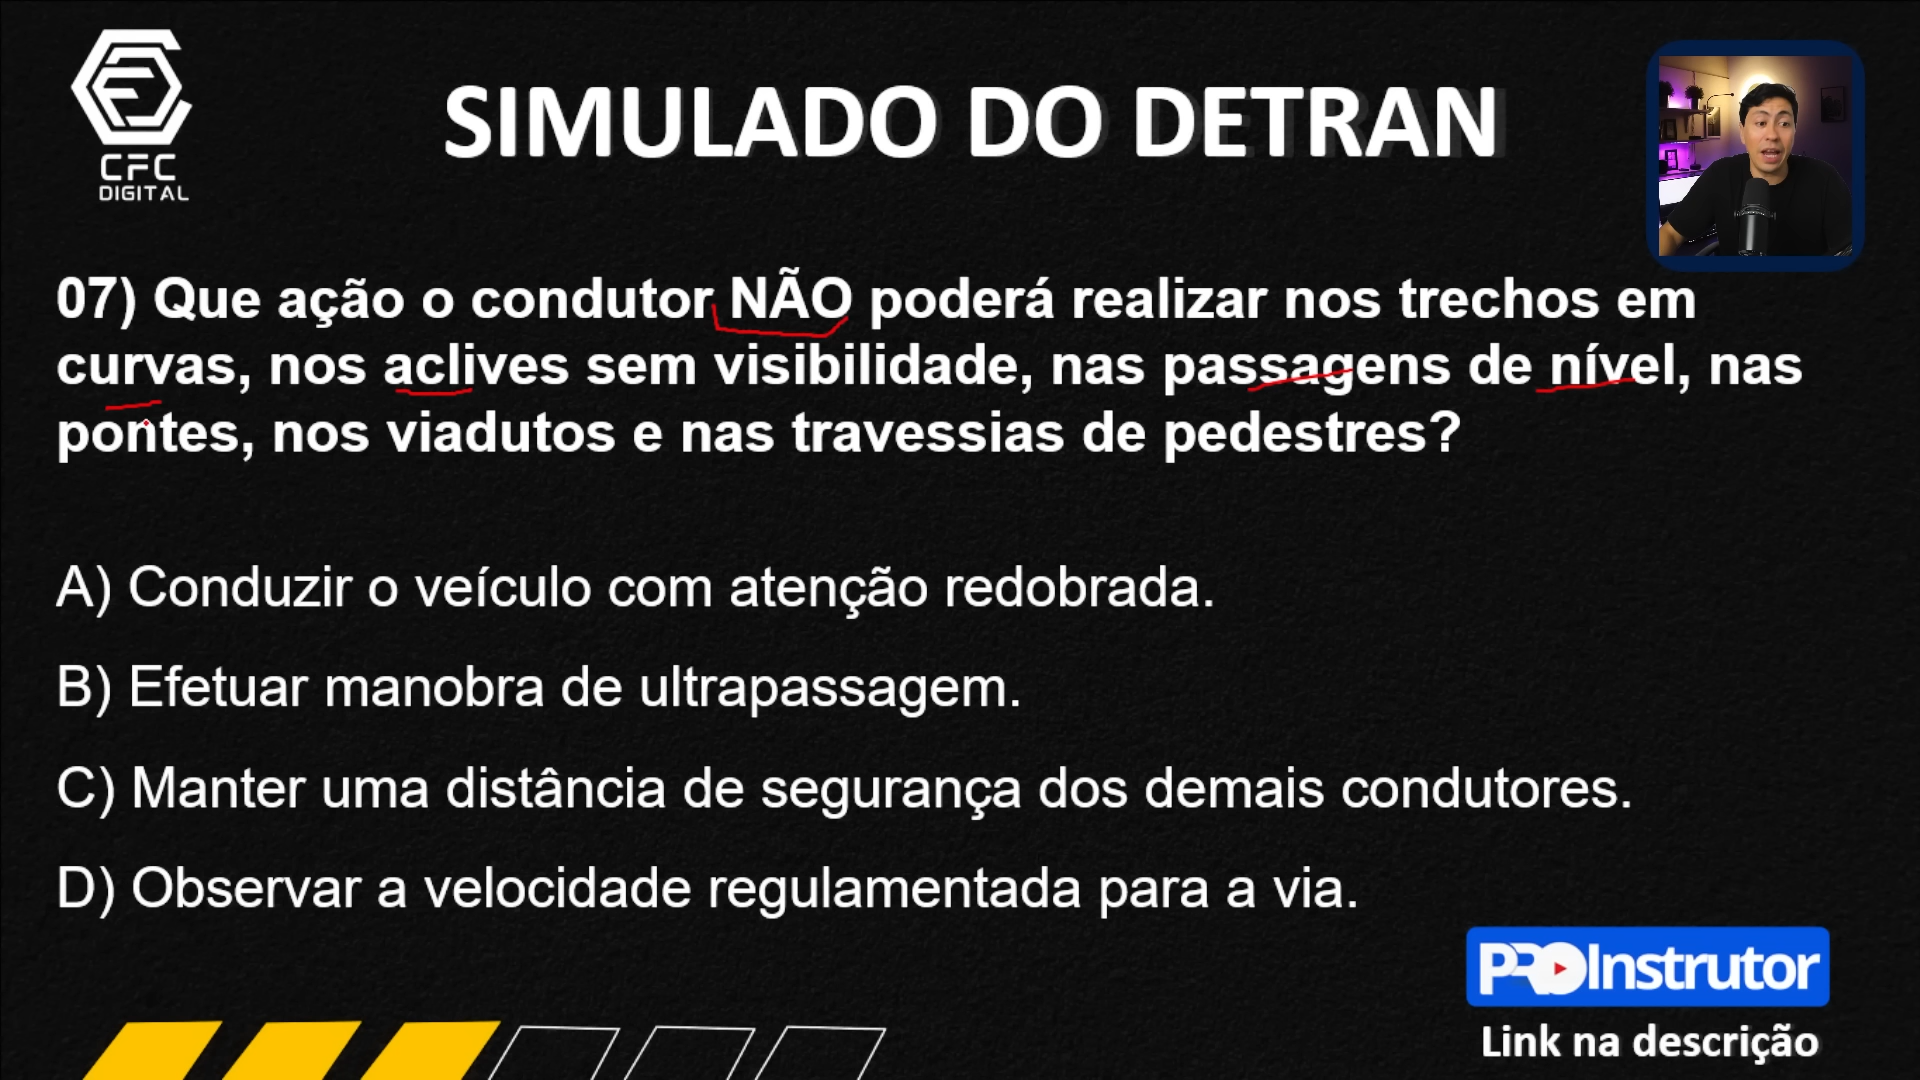 CFC
DIGITAL
SIMULADO DO DETRAN
07) Que ação o condutor NÃO poderá realizar nos trechos em
curvas, nos aclives sem visibilidade, nas passagens de nível, nas
pontes, nos viadutos e nas travessias de pedestres?
A) Conduzir o veículo com atenção redobrada.
B) Efetuar manobra de ultrapassagem.
C) Manter uma distância de segurança dos demais condutores.
D) Observar a velocidade regulamentada para a via.
PROInstrutor
Link na descrição